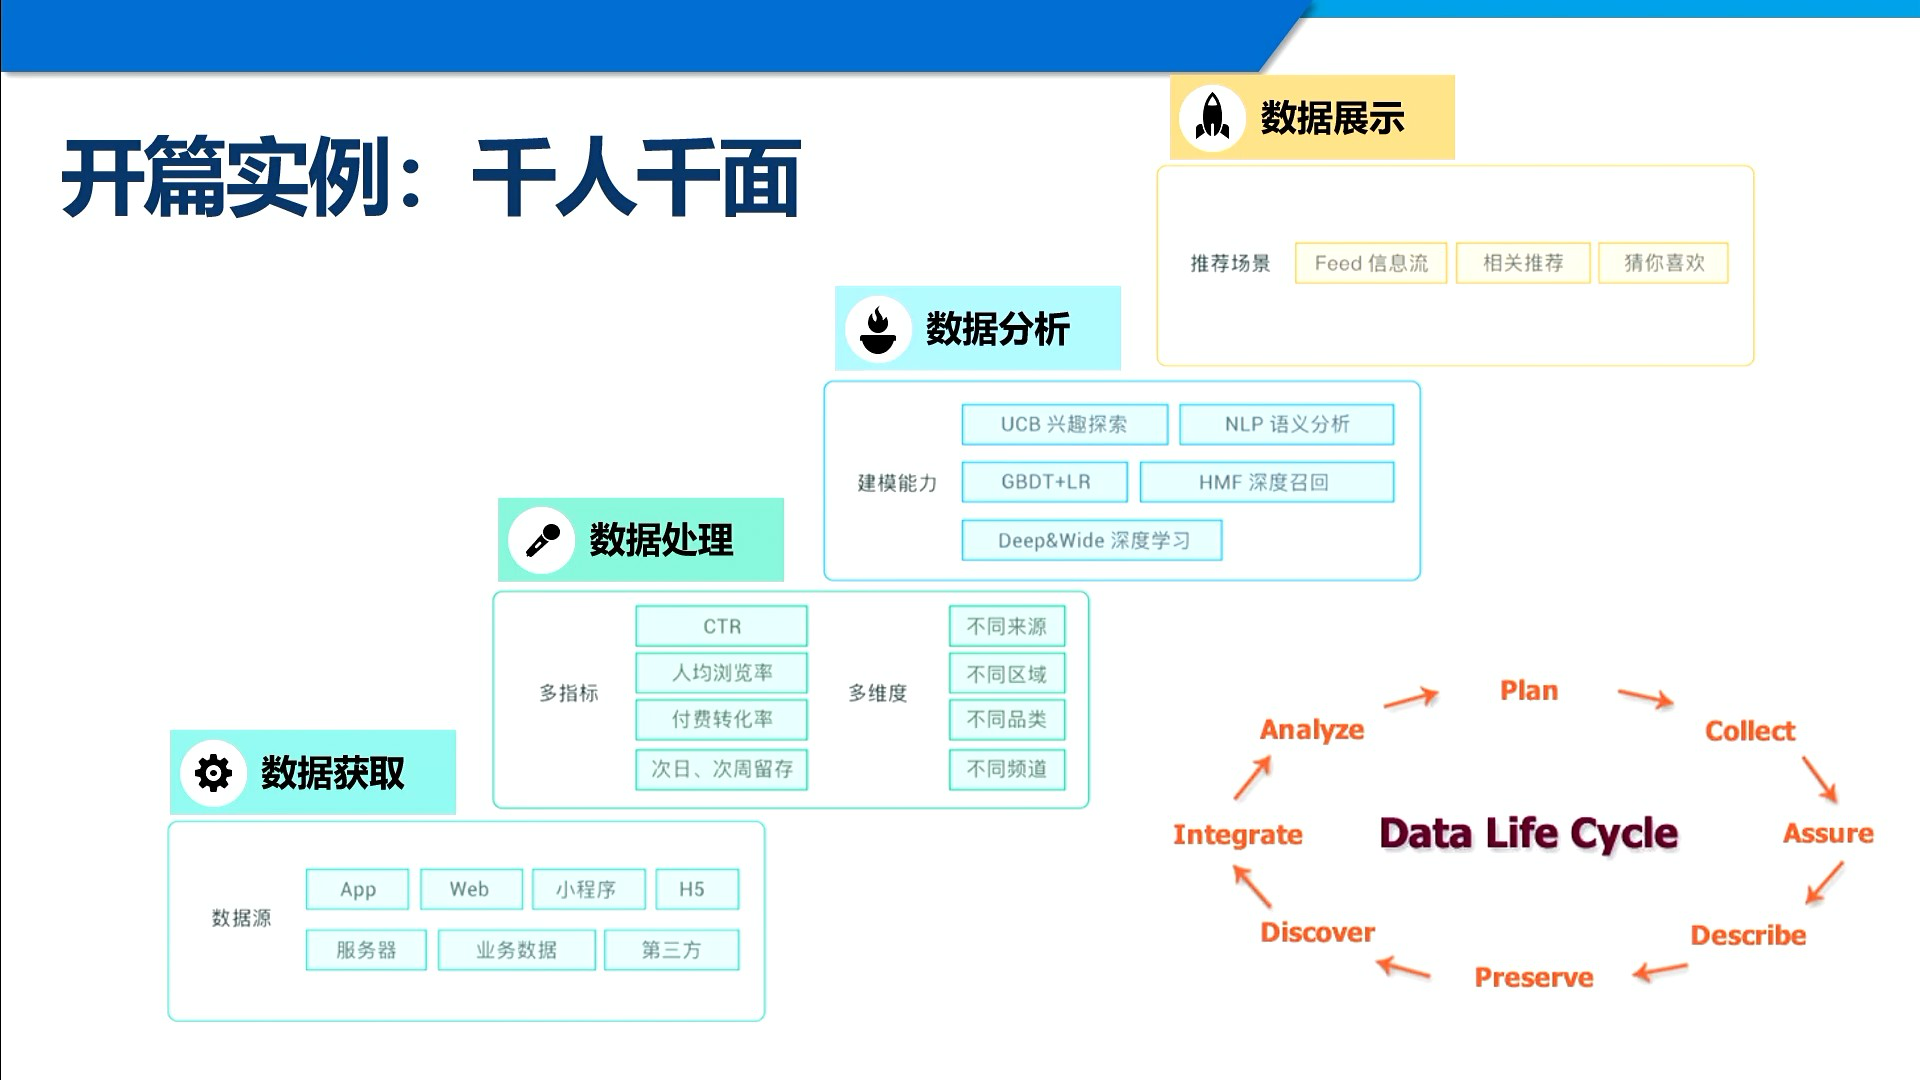 开篇实例：千人千面
数据展示
推荐场景
Feed 信息流
相关推荐
猜你喜欢
数据分析
建模能力
UCB 兴趣探索
NLP 语义分析
GBDT+LR
HMF 深度召回
Deep&Wide 深度学习
数据处理
多指标
CTR
人均浏览率
付费转化率
次日、次周留存
多维度
不同来源
不同区域
不同品类
不同频道
数据获取
数据源
App
Web
小程序
H5
服务器
业务数据
第三方
Data Life Cycle
Plan
Collect
Assure
Describe
Preserve
Discover
Integrate
Analyze